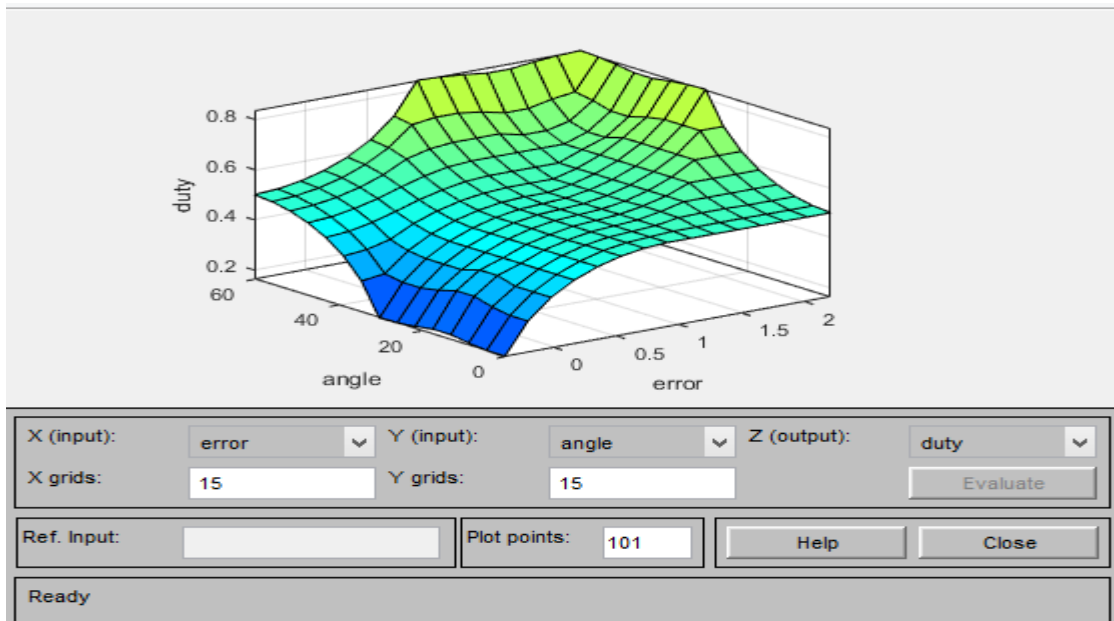 0.8
0.6
0.4
0.2
duty
60
40
20
0
angle
0
0.5
1
1.5
2
error
X (input): error Y (input): angle Z (output): duty
X grids: 15 Y grids: 15 Evaluate
Ref. Input: Plot points: 101 Help Close
Ready